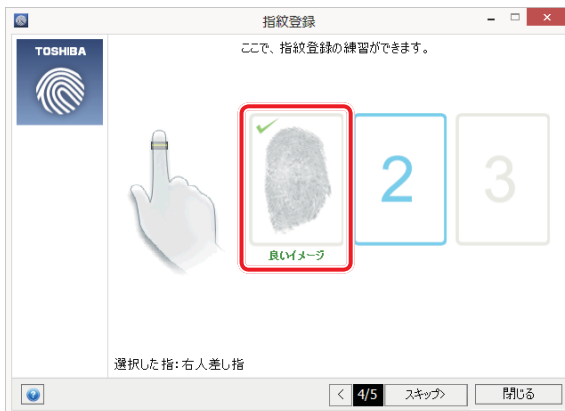 指紋登録
TOSHIBA
ここで、指紋登録の練習ができます。
2
3
良いイメージ
選択した指:右人差し指
?
< 4/5 スキップ> 閉じる